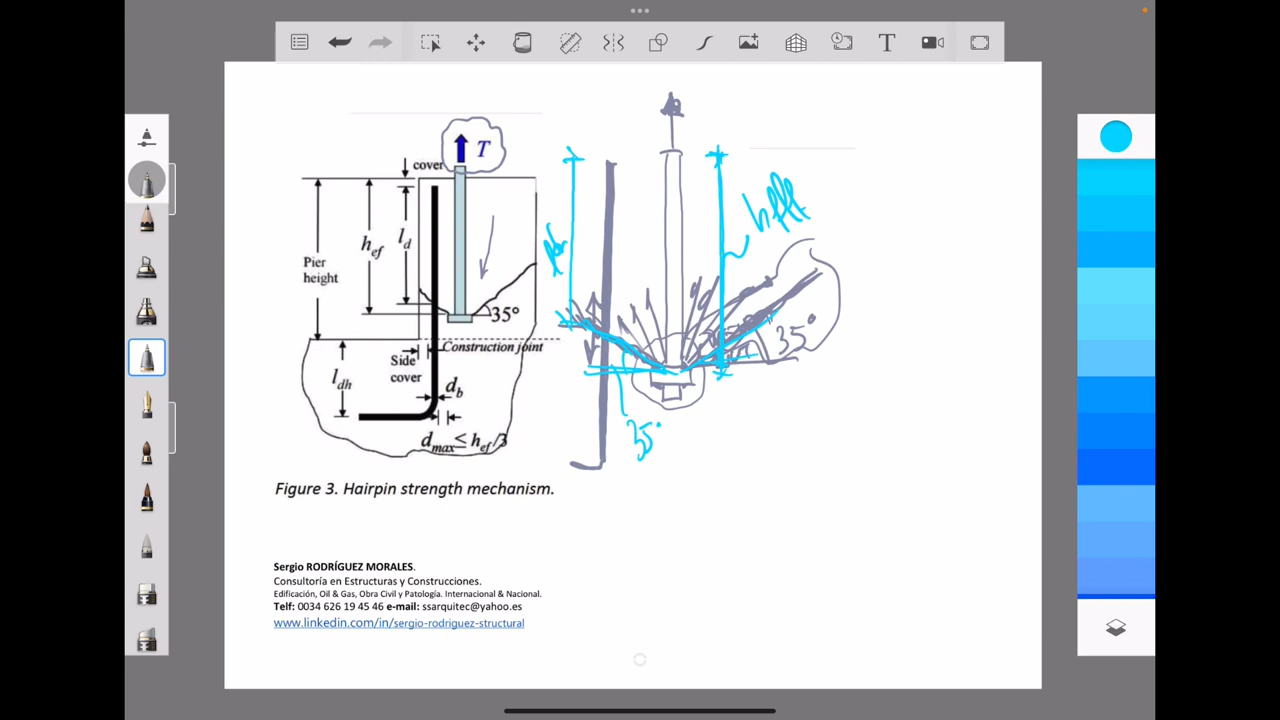 T
T
cover
h_ef
l_d
Pier
height
35°
Construction joint
Side
cover
l_dh
d_b
d_max ≤ h_ef/3
heff
35°
35°
Figure 3. Hairpin strength mechanism.
Sergio RODRÍGUEZ MORALES.
Consultoría en Estructuras y Construcciones.
Edificación, Oil & Gas, Obra Civil y Patología. Internacional & Nacional.
Telf: 0034 626 19 45 46 e-mail: ssarquitec@yahoo.es
www.linkedin.com/in/sergio-rodriguez-structural